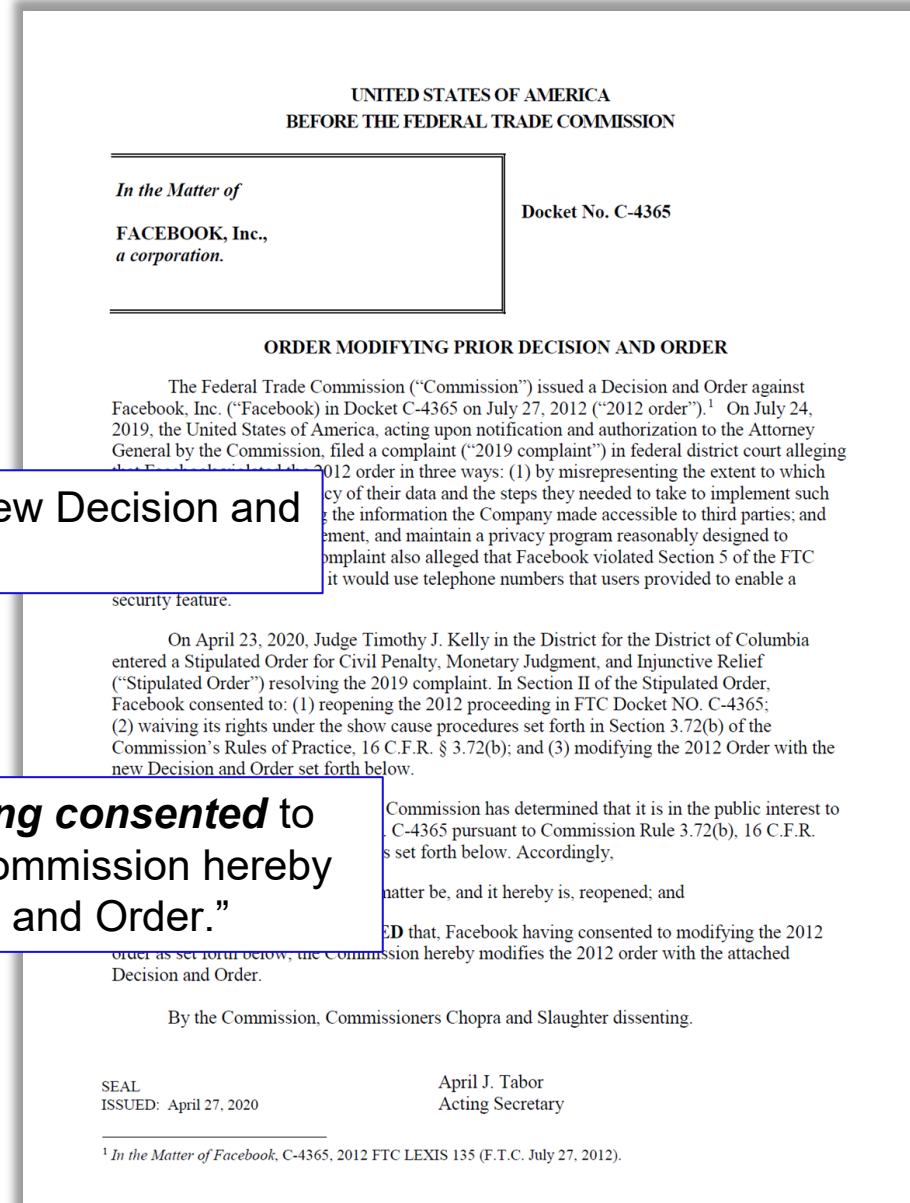 UNITED STATES OF AMERICA
BEFORE THE FEDERAL TRADE COMMISSION
In the Matter of
FACEBOOK, Inc.,
a corporation.
Docket No. C-4365
ORDER MODIFYING PRIOR DECISION AND ORDER
The Federal Trade Commission (“Commission”) issued a Decision and Order against
Facebook, Inc. (“Facebook) in Docket C-4365 on July 27, 2012 (“2012 order”).¹ On July 24,
2019, the United States of America, acting upon notification and authorization to the Attorney
General by the Commission, filed a complaint (“2019 complaint”) in federal district court alleging
2012 order in three ways: (1) by misrepresenting the extent to which
ew Decision and
cy of their data and the steps they needed to take to implement such
the information the Company made accessible to third parties; and
ement, and maintain a privacy program reasonably designed to
omplaint also alleged that Facebook violated Section 5 of the FTC
it would use telephone numbers that users provided to enable a
security feature.
On April 23, 2020, Judge Timothy J. Kelly in the District for the District of Columbia
entered a Stipulated Order for Civil Penalty, Monetary Judgment, and Injunctive Relief
(“Stipulated Order”) resolving the 2019 complaint. In Section II of the Stipulated Order,
Facebook consented to: (1) reopening the 2012 proceeding in FTC Docket NO. C-4365;
(2) waiving its rights under the show cause procedures set forth in Section 3.72(b) of the
Commission’s Rules of Practice, 16 C.F.R. § 3.72(b); and (3) modifying the 2012 Order with the
new Decision and Order set forth below.
ng consented to
ommission hereby
and Order.”
Commission has determined that it is in the public interest to
C-4365 pursuant to Commission Rule 3.72(b), 16 C.F.R.
s set forth below. Accordingly,
matter be, and it hereby is, reopened; and
ED that, Facebook having consented to modifying the 2012
order as set forth below, the Commission hereby modifies the 2012 order with the attached
Decision and Order.
By the Commission, Commissioners Chopra and Slaughter dissenting.
April J. Tabor
Acting Secretary
SEAL
ISSUED: April 27, 2020
¹ In the Matter of Facebook, C-4365, 2012 FTC LEXIS 135 (F.T.C. July 27, 2012).